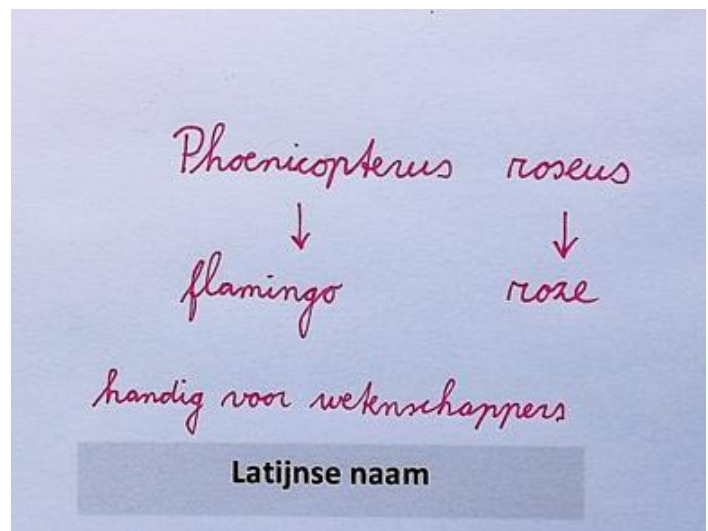 Phoenicopterus roseus
↓ ↓
flamingo roze
handig voor wetenschappers
Latijnse naam